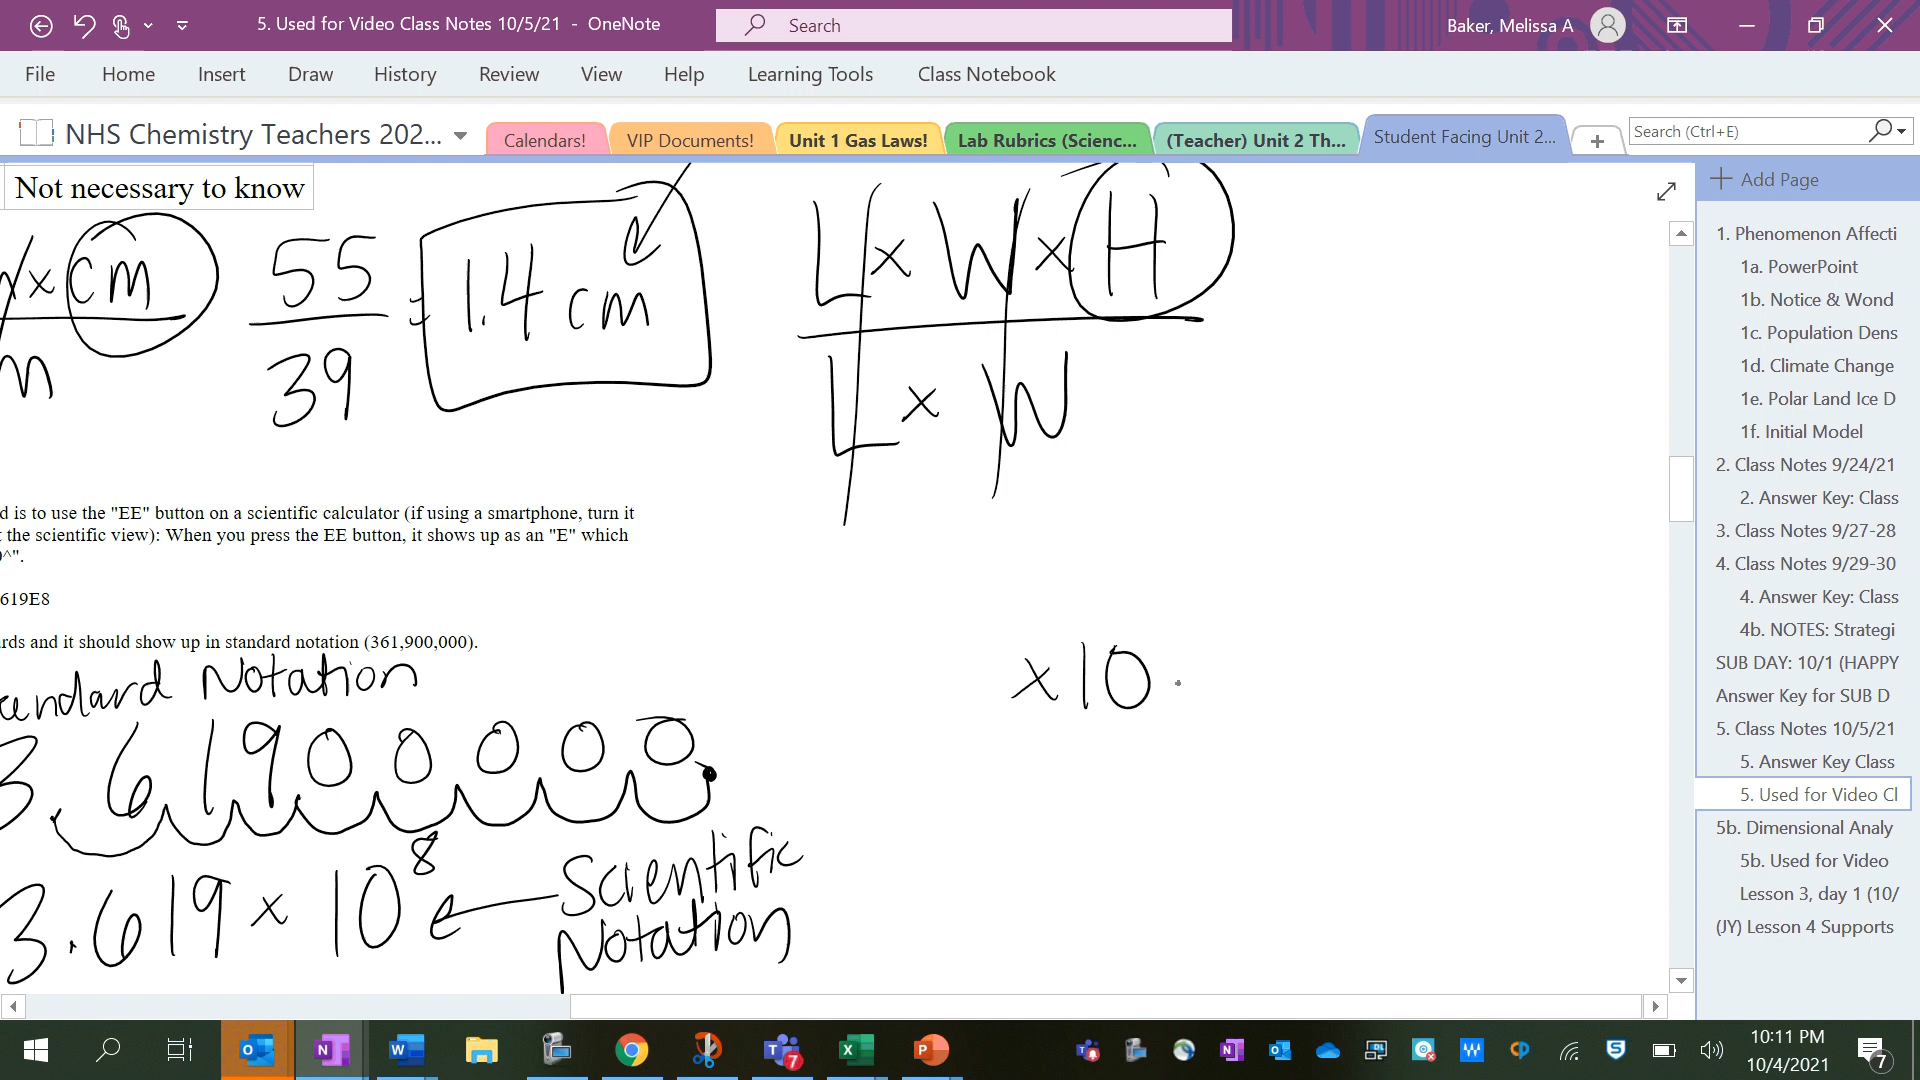 5. Used for Video Class Notes 10/5/21 - OneNote
Search
Baker, Melissa A
File Home Insert Draw History Review View Help Learning Tools Class Notebook
NHS Chemistry Teachers 202...
Calendars! VIP Documents! Unit 1 Gas Laws! Lab Rubrics (Scienc... (Teacher) Unit 2 Th... Student Facing Unit 2... +
Search (Ctrl+E)
Not necessary to know
x cm
55
39
= 1.4 cm
L x W x H
L x W
d is to use the "EE" button on a scientific calculator (if using a smartphone, turn it
the scientific view): When you press the EE button, it shows up as an "E" which
^".
619E8
rds and it should show up in standard notation (361,900,000).
andard Notation
3.61900000.
x10
3.619 x 10⁸
Scientific
Notation
Add Page
1. Phenomenon Affecti
1a. PowerPoint
1b. Notice & Wond
1c. Population Dens
1d. Climate Change
1e. Polar Land Ice D
1f. Initial Model
2. Class Notes 9/24/21
2. Answer Key: Class
3. Class Notes 9/27-28
4. Class Notes 9/29-30
4. Answer Key: Class
4b. NOTES: Strategi
SUB DAY: 10/1 (HAPPY
Answer Key for SUB D
5. Class Notes 10/5/21
5. Answer Key Class
5. Used for Video Cl
5b. Dimensional Analy
5b. Used for Video
Lesson 3, day 1 (10/
(JY) Lesson 4 Supports
10:11 PM
10/4/2021
7
7